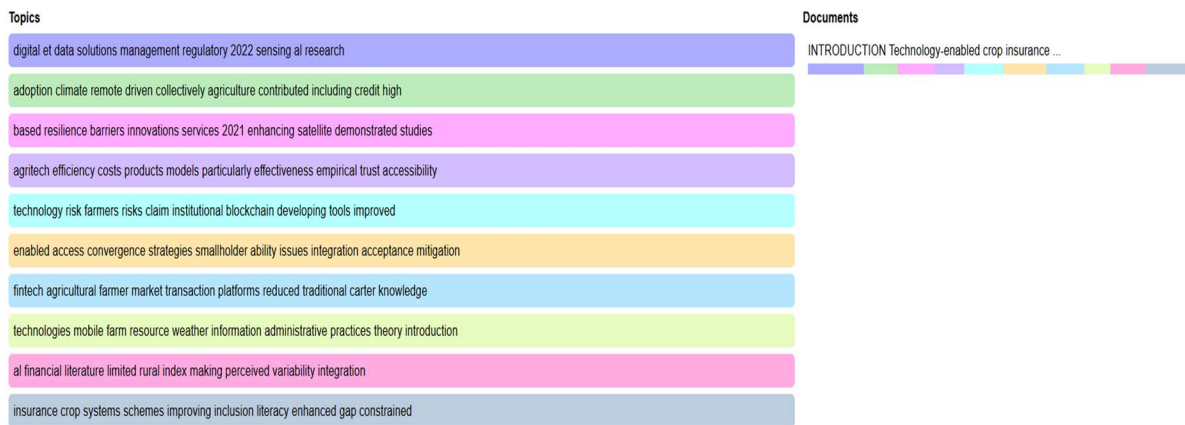 Topics
digital et data solutions management regulatory 2022 sensing al research
adoption climate remote driven collectively agriculture contributed including credit high
based resilience barriers innovations services 2021 enhancing satellite demonstrated studies
agritech efficiency costs products models particularly effectiveness empirical trust accessibility
technology risk farmers risks claim institutional blockchain developing tools improved
enabled access convergence strategies smallholder ability issues integration acceptance mitigation
fintech agricultural farmer market transaction platforms reduced traditional carter knowledge
technologies mobile farm resource weather information administrative practices theory introduction
al financial literature limited rural index making perceived variability integration
insurance crop systems schemes improving inclusion literacy enhanced gap constrained
Documents
INTRODUCTION Technology-enabled crop insurance ...